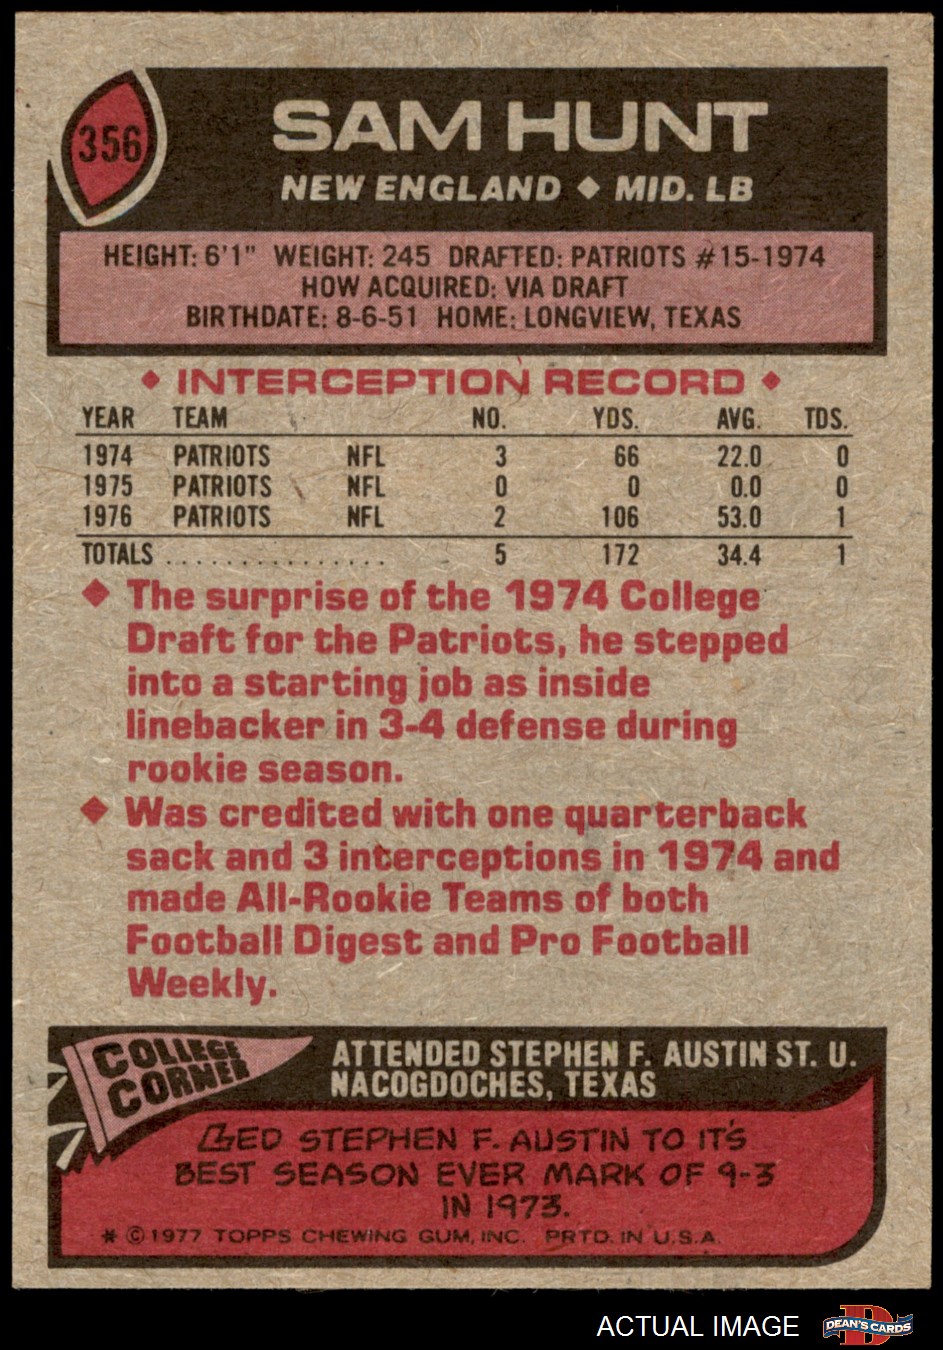 356
SAM HUNT
NEW ENGLAND ◆ MID. LB
HEIGHT: 6'1" WEIGHT: 245 DRAFTED: PATRIOTS #15-1974
HOW ACQUIRED: VIA DRAFT
BIRTHDATE: 8-6-51 HOME: LONGVIEW, TEXAS
◆ INTERCEPTION RECORD ◆
YEAR TEAM NO. YDS. AVG. TDS.
1974 PATRIOTS NFL 3 66 22.0 0
1975 PATRIOTS NFL 0 0 0.0 0
1976 PATRIOTS NFL 2 106 53.0 1
TOTALS ............... 5 172 34.4 1
◆ The surprise of the 1974 College
Draft for the Patriots, he stepped
into a starting job as inside
linebacker in 3-4 defense during
rookie season.
◆ Was credited with one quarterback
sack and 3 interceptions in 1974 and
made All-Rookie Teams of both
Football Digest and Pro Football
Weekly.
COLLEGE
CORNER
ATTENDED STEPHEN F. AUSTIN ST. U.
NACOGDOCHES, TEXAS
LED STEPHEN F. AUSTIN TO IT'S
BEST SEASON EVER MARK OF 9-3
IN 1973.
* © 1977 TOPPS CHEWING GUM, INC. PRTD. IN U.S.A.
ACTUAL IMAGE
D
DEAN'S CARDS